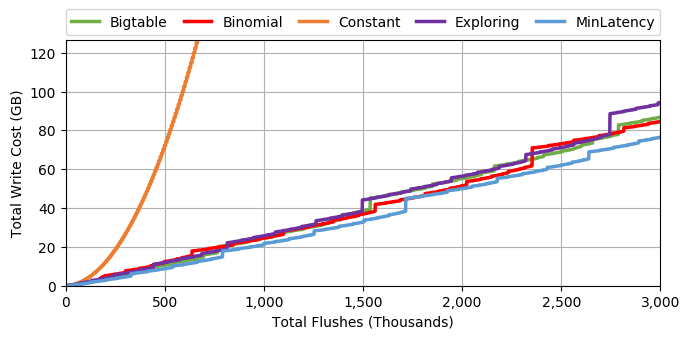 Bigtable Binomial Constant Exploring MinLatency
Total Write Cost (GB)
120
100
80
60
40
20
0
0 500 1,000 1,500 2,000 2,500 3,000
Total Flushes (Thousands)